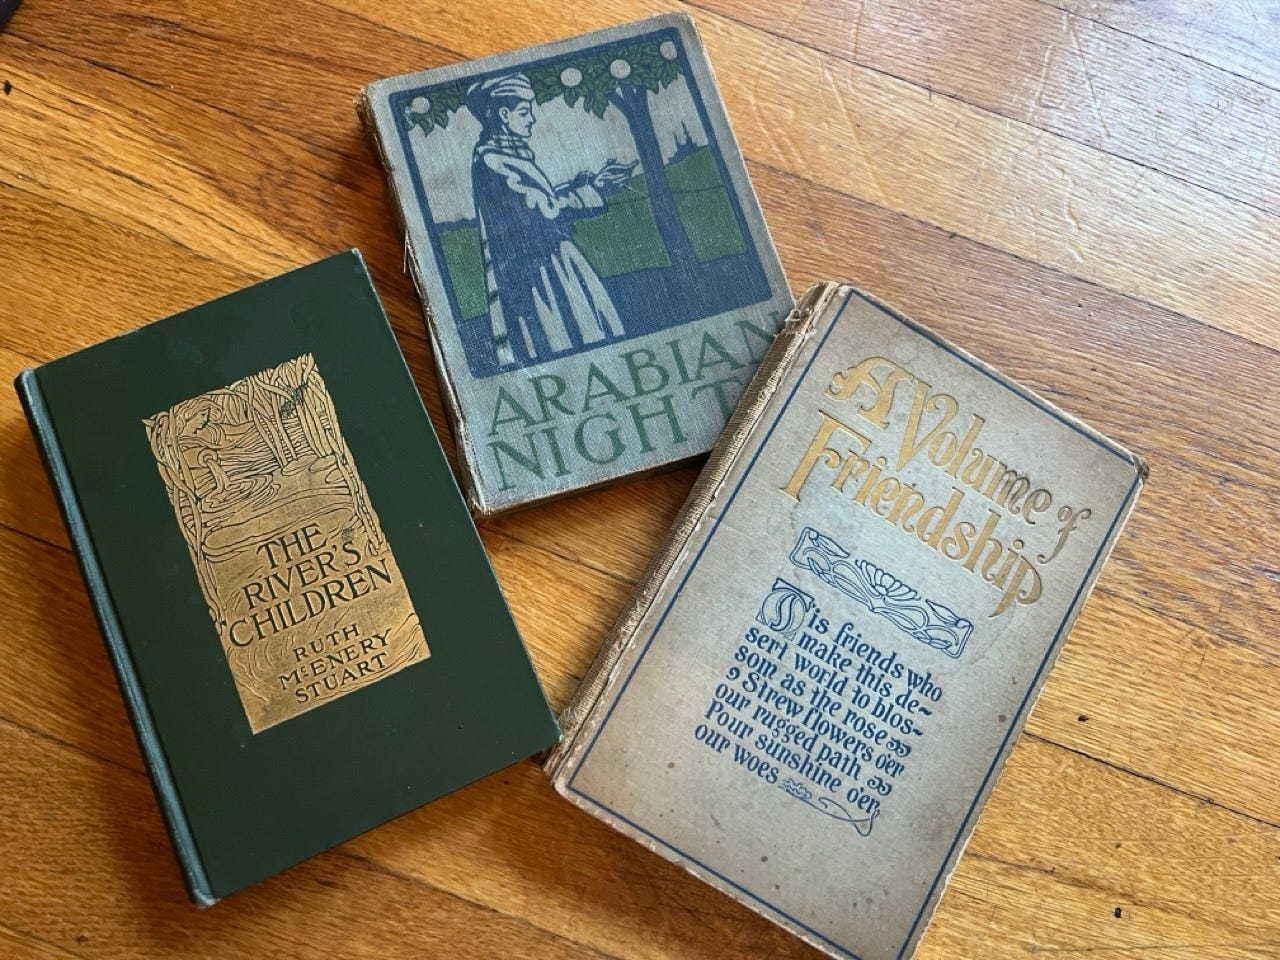 ARABIAN
NIGHT
THE
RIVER'S
CHILDREN
RUTH
McENERY
STUART
A Volume of
Friendship
Tis friends who
make this de~
sert world to blos~
som as the rose
Strew flowers o'er
our rugged path
Pour sunshine o'er
our woes